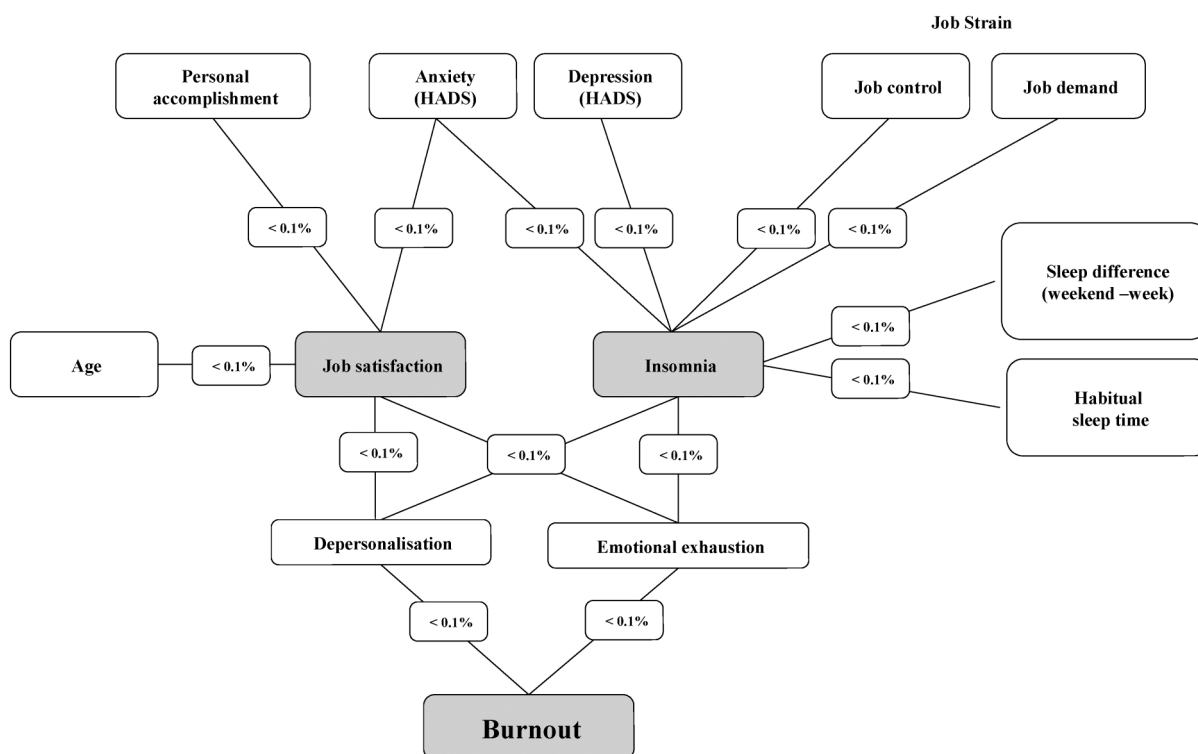 Job Strain
Personal
accomplishment
Anxiety
(HADS)
Depression
(HADS)
Job control
Job demand
< 0.1%
< 0.1%
< 0.1%
< 0.1%
< 0.1%
< 0.1%
Sleep difference
(weekend –week)
< 0.1%
Age
< 0.1%
Job satisfaction
Insomnia
< 0.1%
Habitual
sleep time
< 0.1%
< 0.1%
< 0.1%
Depersonalisation
Emotional exhaustion
< 0.1%
< 0.1%
Burnout